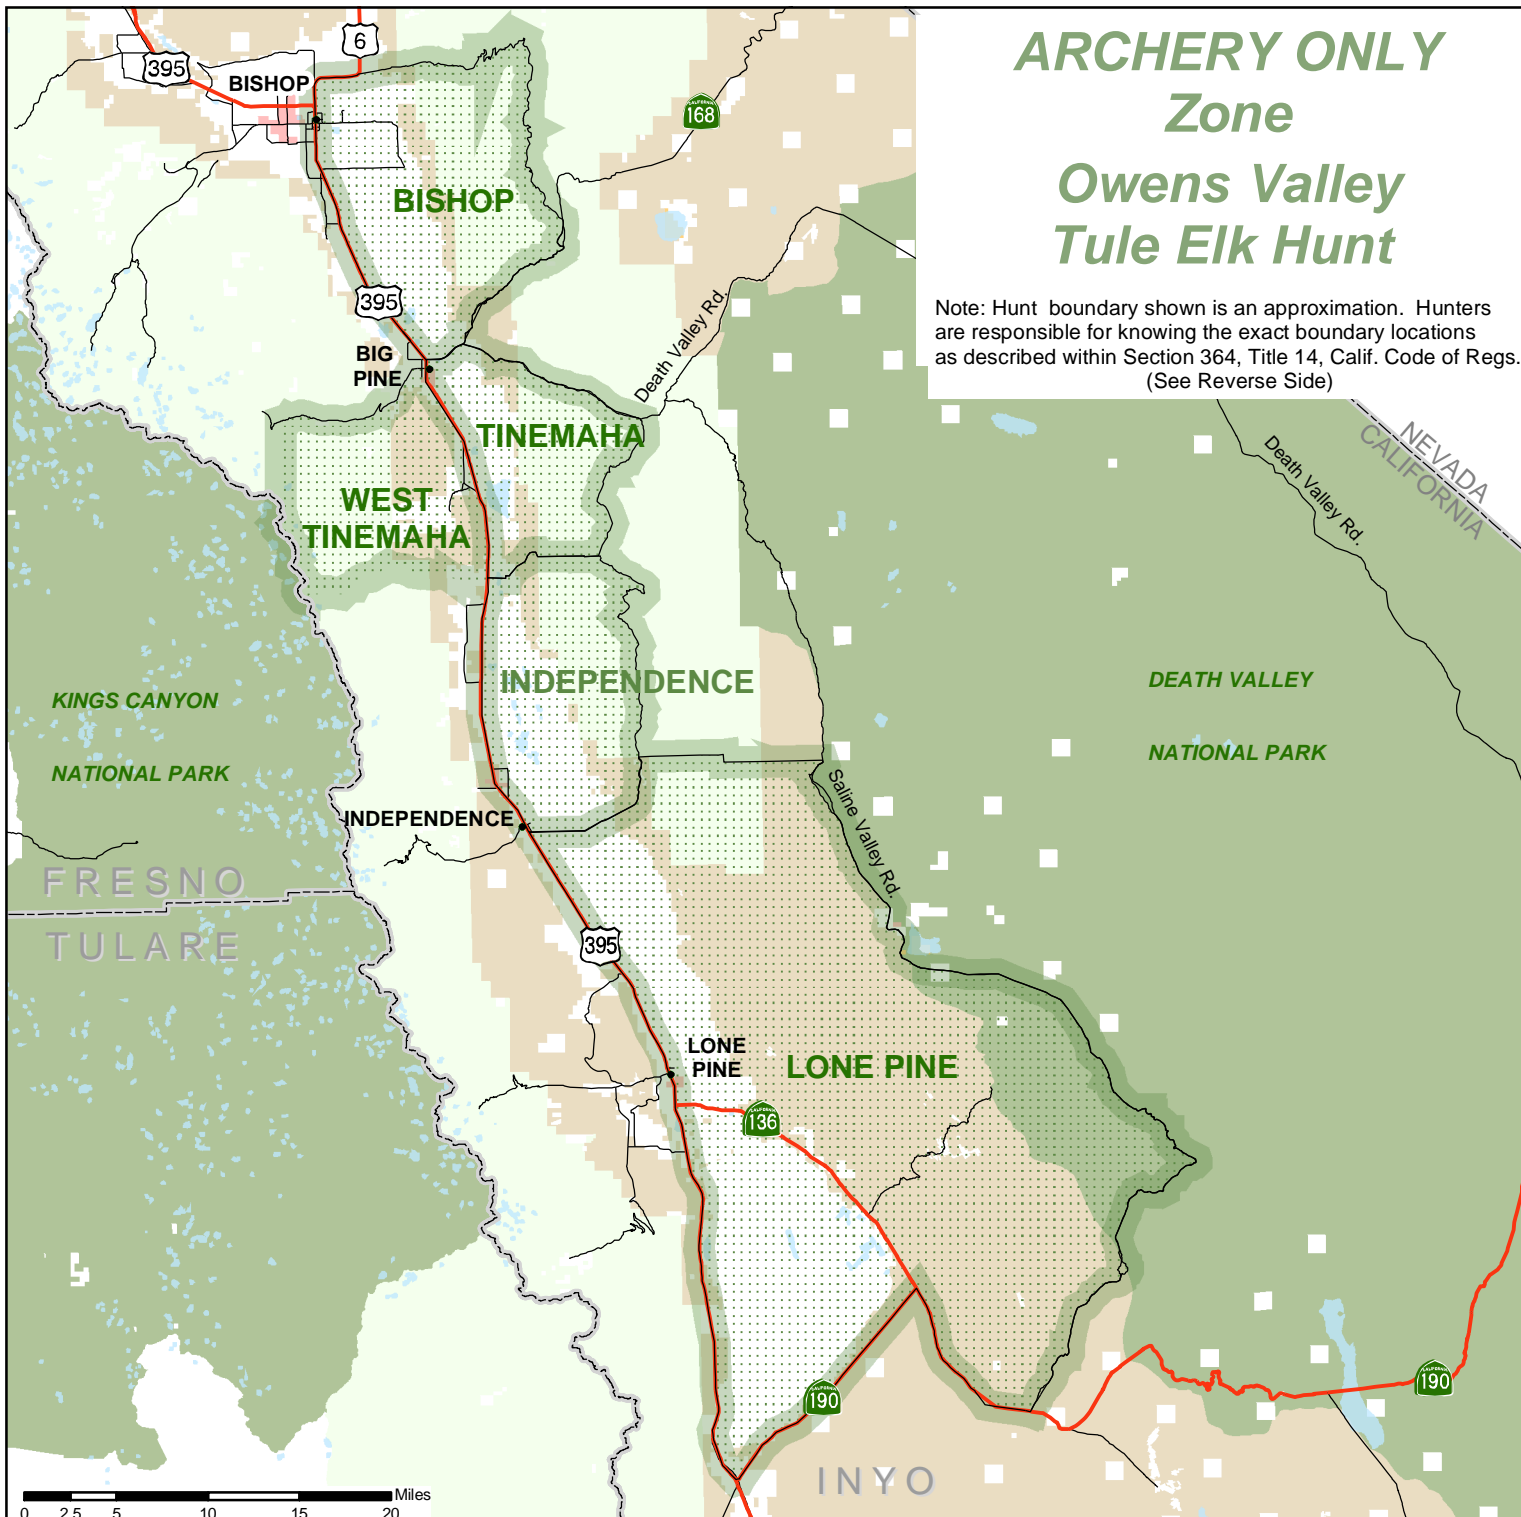 ARCHERY ONLY
Zone
Owens Valley
Tule Elk Hunt
Note: Hunt boundary shown is an approximation. Hunters
are responsible for knowing the exact boundary locations
as described within Section 364, Title 14, Calif. Code of Regs.
(See Reverse Side)
6
395
BISHOP
CALIFORNIA
168
BISHOP
395
BIG
PINE
Death Valley Rd.
TINEMAHA
WEST
TINEMAHA
NEVADA
CALIFORNIA
Death Valley Rd.
INDEPENDENCE
KINGS CANYON
NATIONAL PARK
DEATH VALLEY
NATIONAL PARK
INDEPENDENCE
Saline Valley Rd.
FRESNO
TULARE
395
LONE
PINE
LONE PINE
CALIFORNIA
136
CALIFORNIA
190
CALIFORNIA
190
INYO
Miles
0 2.5 5 10 15 20